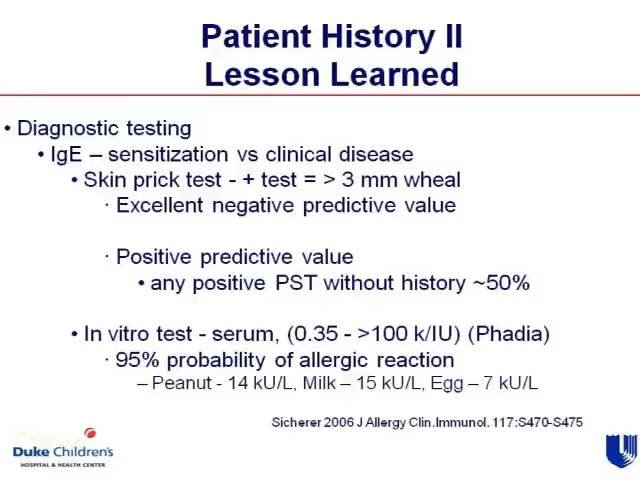 Patient History II
Lesson Learned
• Diagnostic testing
• IgE – sensitization vs clinical disease
• Skin prick test - + test = > 3 mm wheal
· Excellent negative predictive value
· Positive predictive value
• any positive PST without history ~50%
• In vitro test - serum, (0.35 - >100 k/IU) (Phadia)
· 95% probability of allergic reaction
– Peanut - 14 kU/L, Milk – 15 kU/L, Egg – 7 kU/L
Sicherer 2006 J Allergy Clin.Immunol. 117:S470-S475
Duke Children's
HOSPITAL & HEALTH CENTER